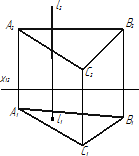 l₂
A₂
B₂
C₂
X₁₂
A₁
l₁
B₁
C₁